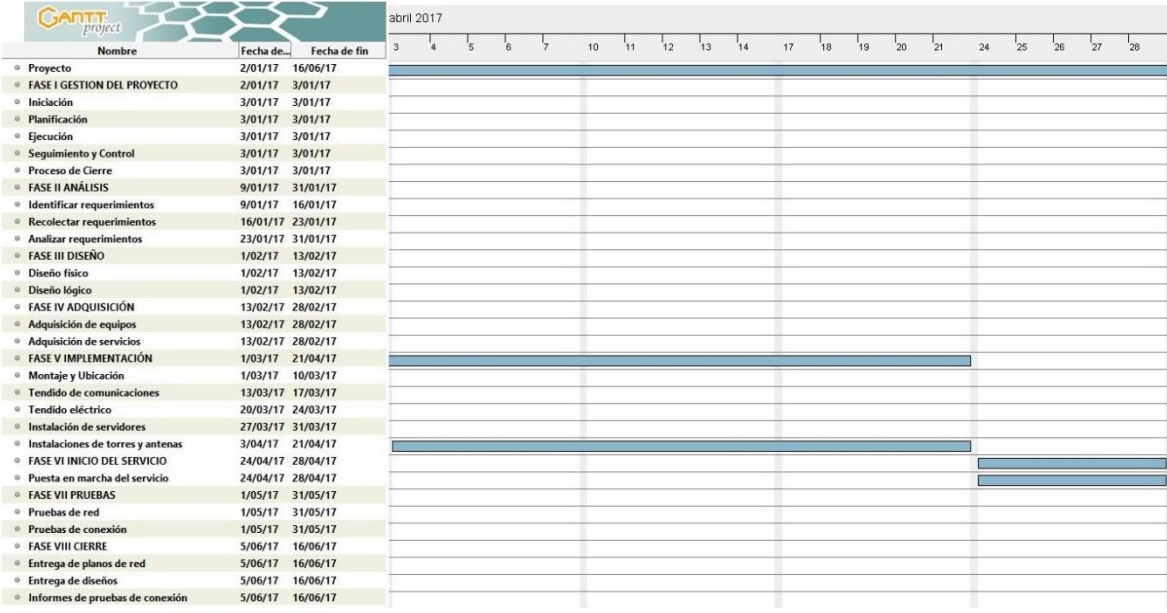 GANTT
project
abril 2017
Nombre Fecha de... Fecha de fin 3 4 5 6 7 10 11 12 13 14 17 18 19 20 21 24 25 26 27 28
Proyecto 2/01/17 16/06/17
FASE I GESTION DEL PROYECTO 2/01/17 3/01/17
Iniciación 3/01/17 3/01/17
Planificación 3/01/17 3/01/17
Ejecución 3/01/17 3/01/17
Seguimiento y Control 3/01/17 3/01/17
Proceso de Cierre 3/01/17 3/01/17
FASE II ANÁLISIS 9/01/17 31/01/17
Identificar requerimientos 9/01/17 16/01/17
Recolectar requerimientos 16/01/17 23/01/17
Analizar requerimientos 23/01/17 31/01/17
FASE III DISEÑO 1/02/17 13/02/17
Diseño físico 1/02/17 13/02/17
Diseño lógico 1/02/17 13/02/17
FASE IV ADQUISICIÓN 13/02/17 28/02/17
Adquisición de equipos 13/02/17 28/02/17
Adquisición de servicios 13/02/17 28/02/17
FASE V IMPLEMENTACIÓN 1/03/17 21/04/17
Montaje y Ubicación 1/03/17 10/03/17
Tendido de comunicaciones 13/03/17 17/03/17
Tendido eléctrico 20/03/17 24/03/17
Instalación de servidores 27/03/17 31/03/17
Instalaciones de torres y antenas 3/04/17 21/04/17
FASE VI INICIO DEL SERVICIO 24/04/17 28/04/17
Puesta en marcha del servicio 24/04/17 28/04/17
FASE VII PRUEBAS 1/05/17 31/05/17
Pruebas de red 1/05/17 31/05/17
Pruebas de conexión 1/05/17 31/05/17
FASE VIII CIERRE 5/06/17 16/06/17
Entrega de planos de red 5/06/17 16/06/17
Entrega de diseños 5/06/17 16/06/17
Informes de pruebas de conexión 5/06/17 16/06/17